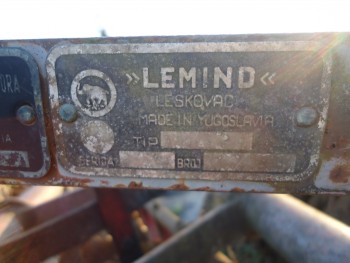 »LEMIND«
LESKOVAC
MADE IN YUGOSLAVIA
TIP
SERIJA BROJ